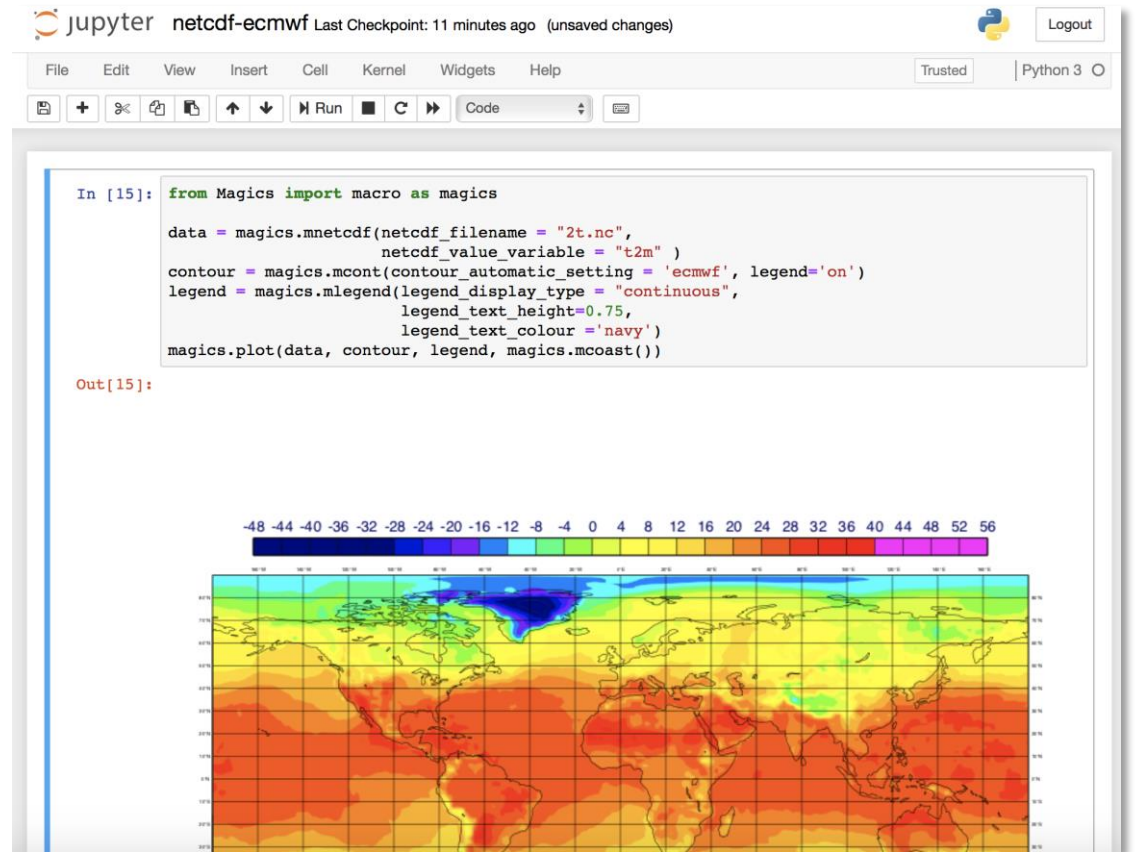 jupyter netcdf-ecmwf Last Checkpoint: 11 minutes ago (unsaved changes) Logout
File Edit View Insert Cell Kernel Widgets Help Trusted Python 3
Run Code
In [15]: from Magics import macro as magics
data = magics.mnetcdf(netcdf_filename = "2t.nc",
netcdf_value_variable = "t2m" )
contour = magics.mcont(contour_automatic_setting = 'ecmwf', legend='on')
legend = magics.mlegend(legend_display_type = "continuous",
legend_text_height=0.75,
legend_text_colour ='navy')
magics.plot(data, contour, legend, magics.mcoast())
Out[15]:
-48 -44 -40 -36 -32 -28 -24 -20 -16 -12 -8 -4 0 4 8 12 16 20 24 28 32 36 40 44 48 52 56